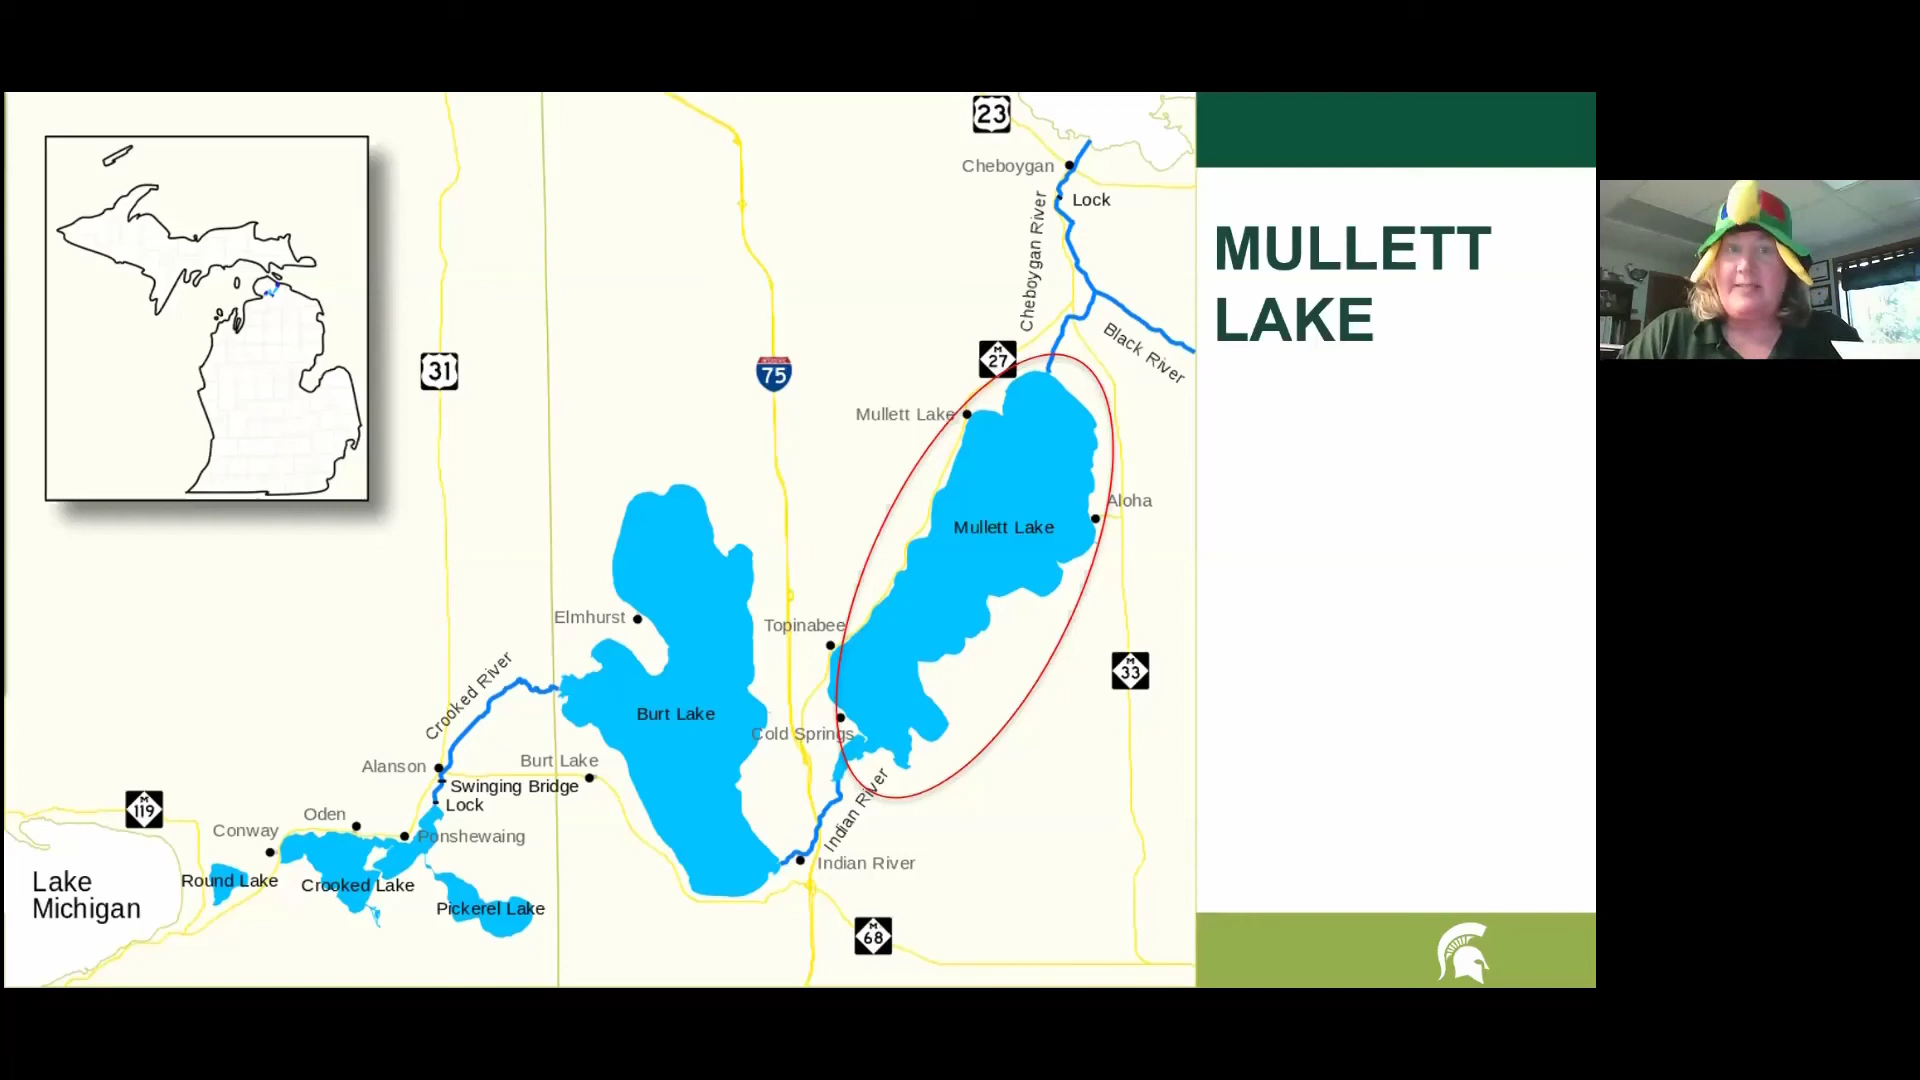 23
Cheboygan
Lock
Cheboygan River
Black River
31
INTERSTATE
75
M
27
Mullett Lake
Aloha
Mullett Lake
Elmhurst
Topinabee
M
33
Crooked River
Burt Lake
Cold Springs
Alanson
Burt Lake
Swinging Bridge
Lock
Indian River
M
119
Oden
Conway
Ponshewaing
Indian River
Lake
Michigan
Round Lake
Crooked Lake
Pickerel Lake
M
68
MULLETT
LAKE